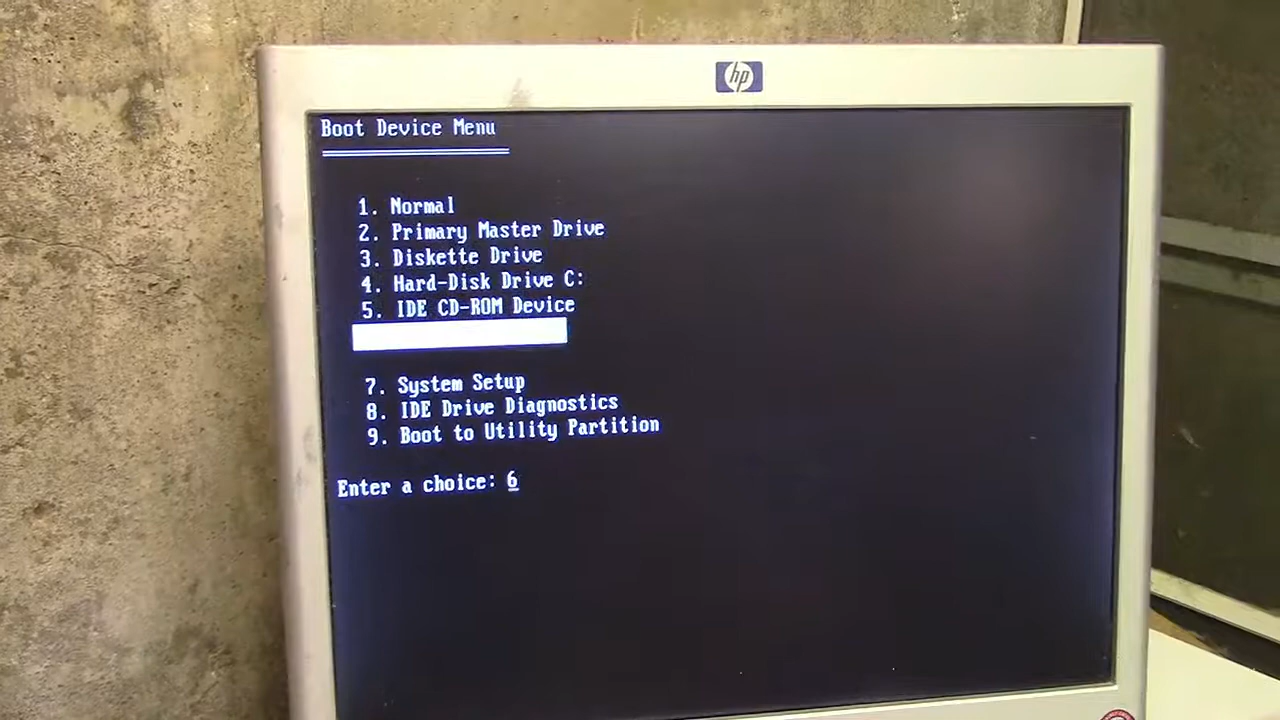 hp
Boot Device Menu
1. Normal
2. Primary Master Drive
3. Diskette Drive
4. Hard-Disk Drive C:
5. IDE CD-ROM Device
7. System Setup
8. IDE Drive Diagnostics
9. Boot to Utility Partition
Enter a choice: 6